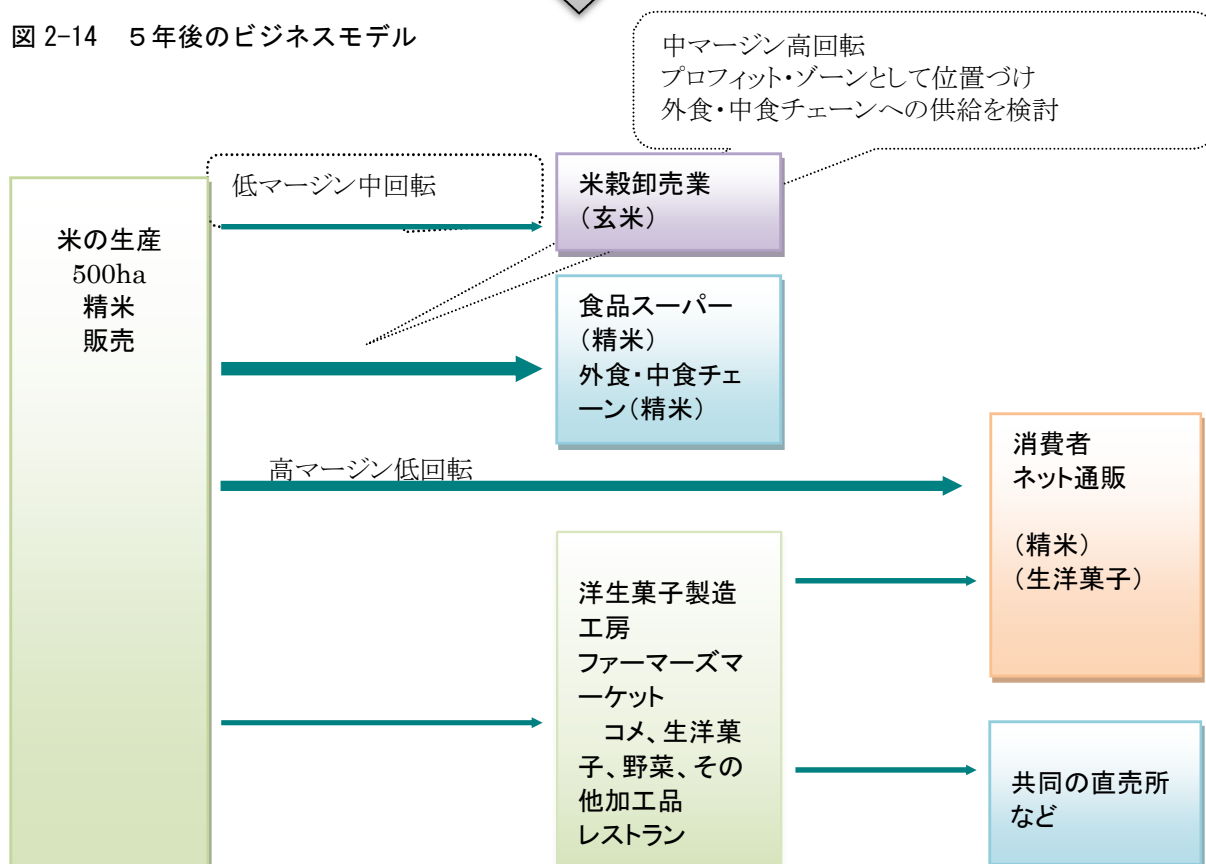 図 2-14　５年後のビジネスモデル
中マージン高回転
プロフィット・ゾーンとして位置づけ
外食・中食チェーンへの供給を検討
低マージン中回転
米穀卸売業
（玄米）
米の生産
500ha
精米
販売
食品スーパー
（精米）
外食・中食チェ
ーン（精米）
高マージン低回転
消費者
ネット通販
（精米）
（生洋菓子）
洋生菓子製造
工房
ファーマーズマ
ーケット
コメ、生洋菓
子、野菜、その
他加工品
レストラン
共同の直売所
など